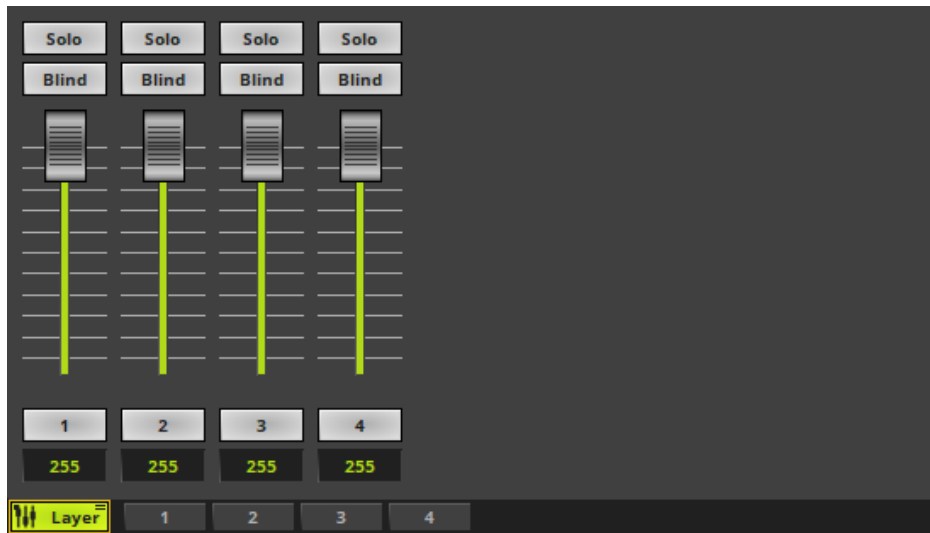 Solo Solo Solo Solo
Blind Blind Blind Blind
1 2 3 4
255 255 255 255
Layer 1 2 3 4